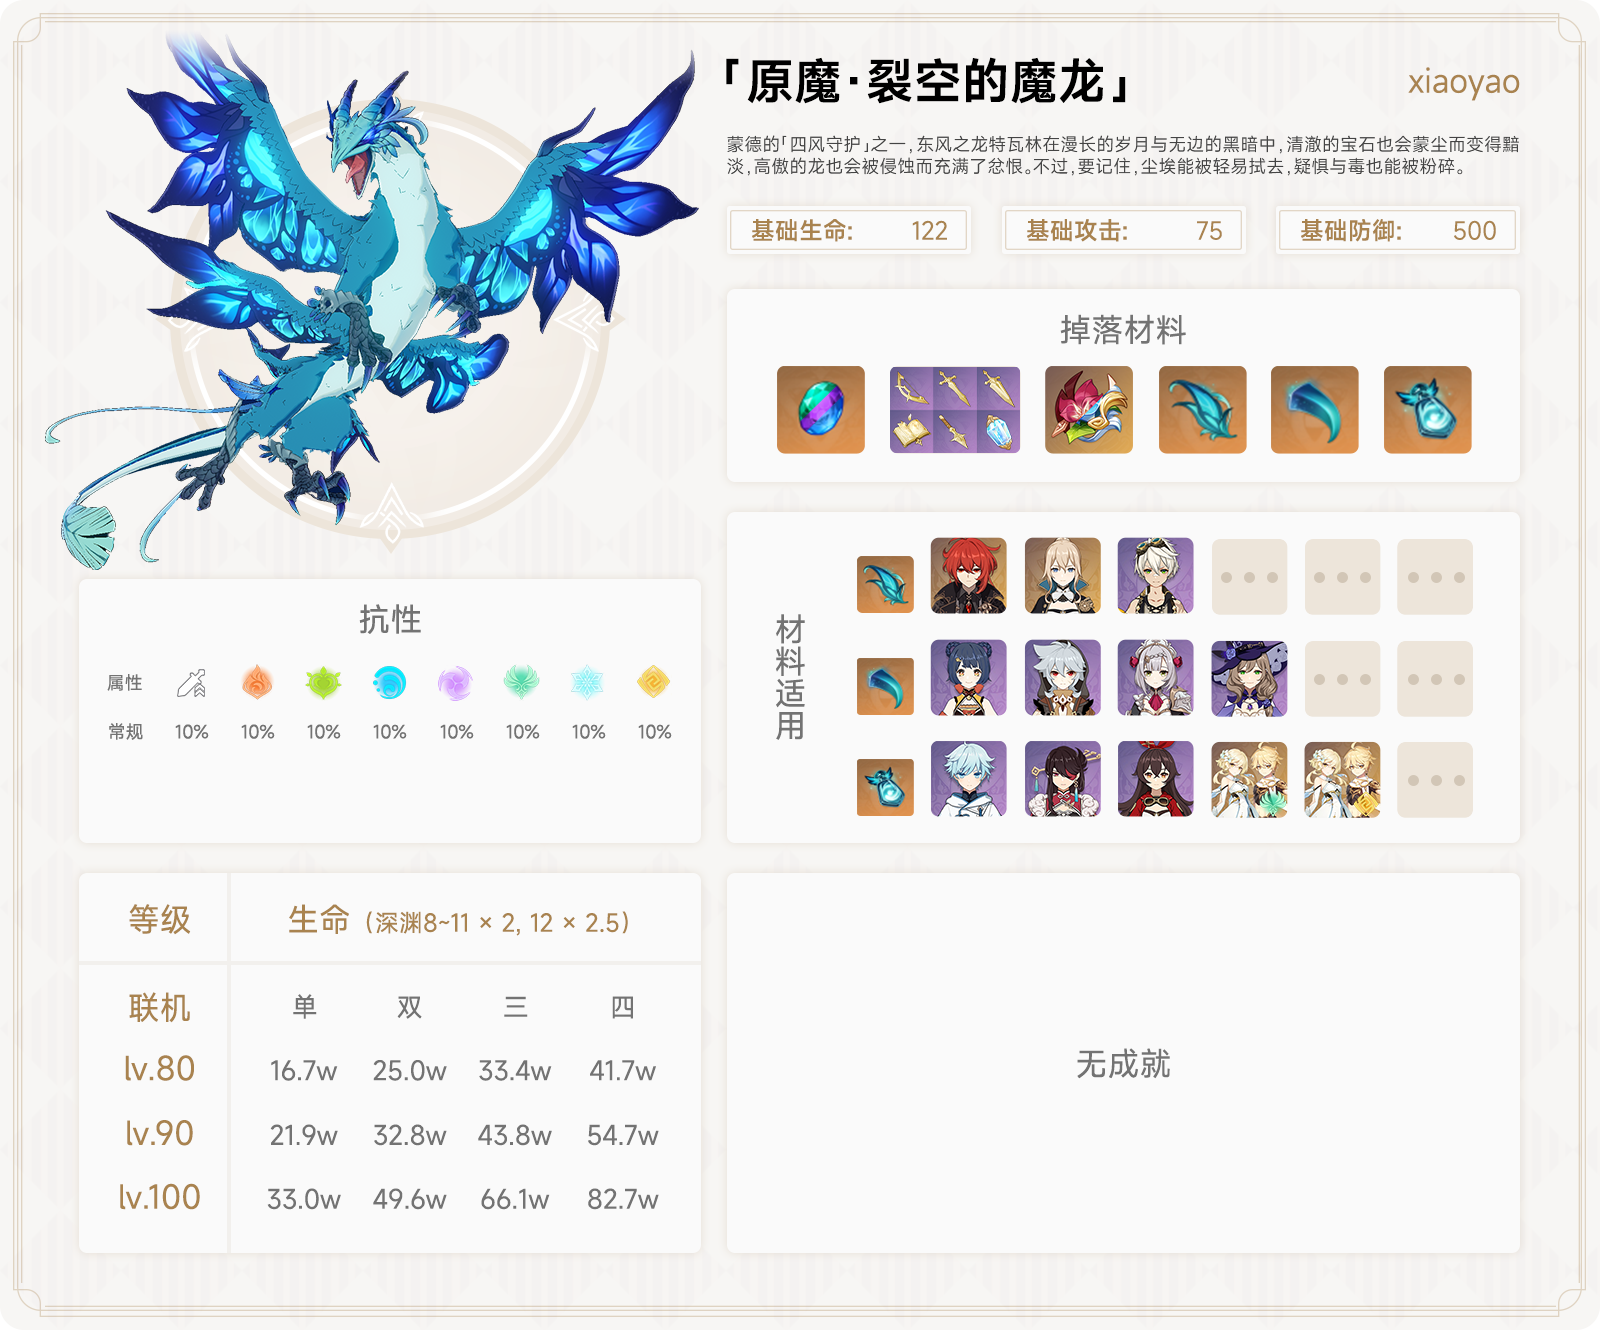 「原魔·裂空的魔龙」
xiaoyao
蒙德的「四风守护」之一,东风之龙特瓦林在漫长的岁月与无边的黑暗中,清澈的宝石也会蒙尘而变得黯
淡,高傲的龙也会被侵蚀而充满了忿恨。不过,要记住,尘埃能被轻易拭去,疑惧与毒也能被粉碎。
基础生命: 122
基础攻击: 75
基础防御: 500
掉落材料
材料适用
抗性
属性
常规 10% 10% 10% 10% 10% 10% 10% 10%
等级 生命 (深渊8~11 × 2, 12 × 2.5)
联机 单 双 三 四
lv.80 16.7w 25.0w 33.4w 41.7w
lv.90 21.9w 32.8w 43.8w 54.7w
lv.100 33.0w 49.6w 66.1w 82.7w
无成就